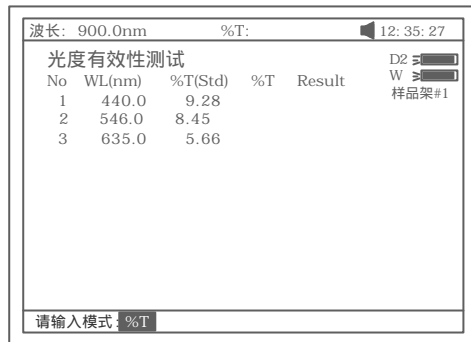 波长: 900.0nm %T: 12: 35: 27
光度有效性测试 D2
No WL(nm) %T(Std) %T Result W
1 440.0 9.28 样品架#1
2 546.0 8.45
3 635.0 5.66
请输入模式: %T